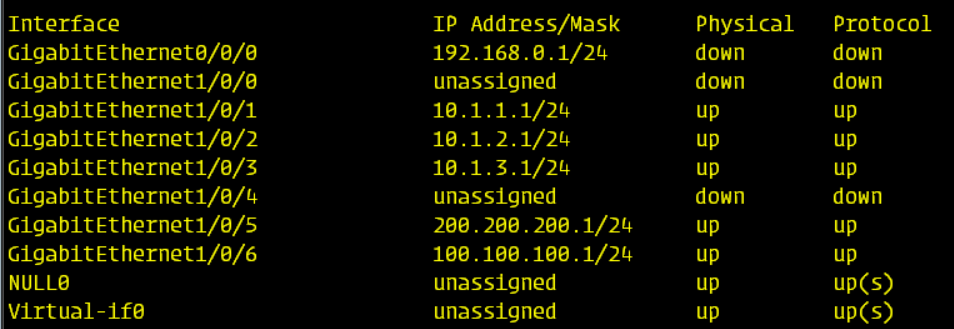 Interface IP Address/Mask Physical Protocol
GigabitEthernet0/0/0 192.168.0.1/24 down down
GigabitEthernet1/0/0 unassigned down down
GigabitEthernet1/0/1 10.1.1.1/24 up up
GigabitEthernet1/0/2 10.1.2.1/24 up up
GigabitEthernet1/0/3 10.1.3.1/24 up up
GigabitEthernet1/0/4 unassigned down down
GigabitEthernet1/0/5 200.200.200.1/24 up up
GigabitEthernet1/0/6 100.100.100.1/24 up up
NULL0 unassigned up up(s)
Virtual-if0 unassigned up up(s)